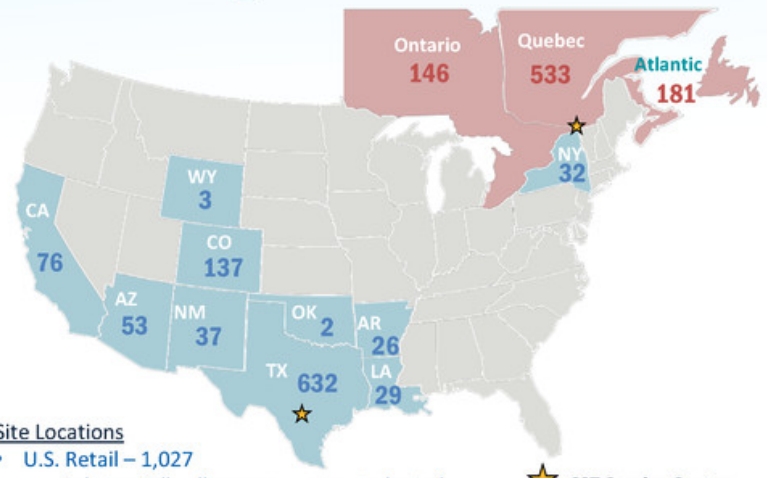 Ontario
146
Quebec
533
Atlantic
181
NY
32
WY
3
CA
76
CO
137
AZ
53
NM
37
OK 2
AR
26
TX 632
LA
29
Site Locations
• U.S. Retail – 1,027